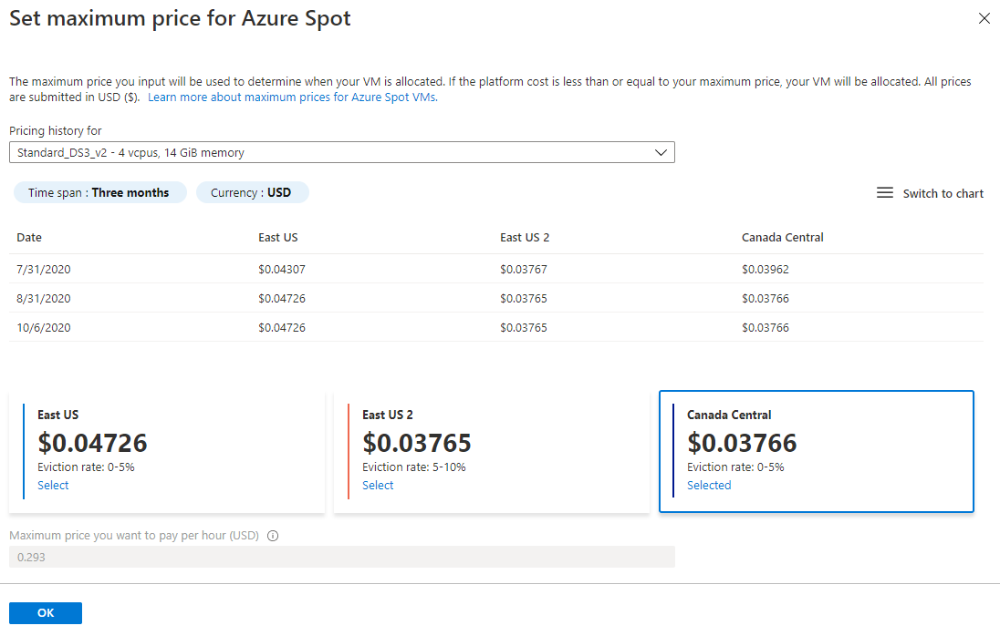 Set maximum price for Azure Spot
The maximum price you input will be used to determine when your VM is allocated. If the platform cost is less than or equal to your maximum price, your VM will be allocated. All prices
are submitted in USD ($). Learn more about maximum prices for Azure Spot VMs.
Pricing history for
Standard_DS3_v2 - 4 vcpus, 14 GiB memory
Time span : Three months Currency : USD Switch to chart
Date East US East US 2 Canada Central
7/31/2020 $0.04307 $0.03767 $0.03962
8/31/2020 $0.04726 $0.03765 $0.03766
10/6/2020 $0.04726 $0.03765 $0.03766
East US
$0.04726
Eviction rate: 0-5%
Select
East US 2
$0.03765
Eviction rate: 5-10%
Select
Canada Central
$0.03766
Eviction rate: 0-5%
Selected
Maximum price you want to pay per hour (USD)
0.293
OK